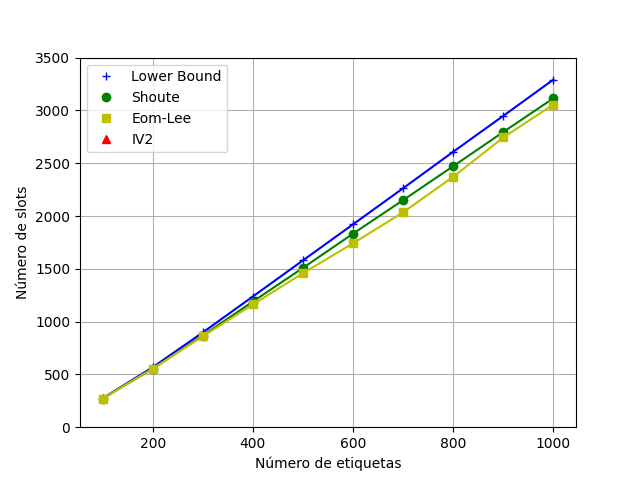 3500
3000
2500
2000
1500
1000
500
0
Número de slots
Lower Bound
Shoute
Eom-Lee
IV2
200 400 600 800 1000
Número de etiquetas